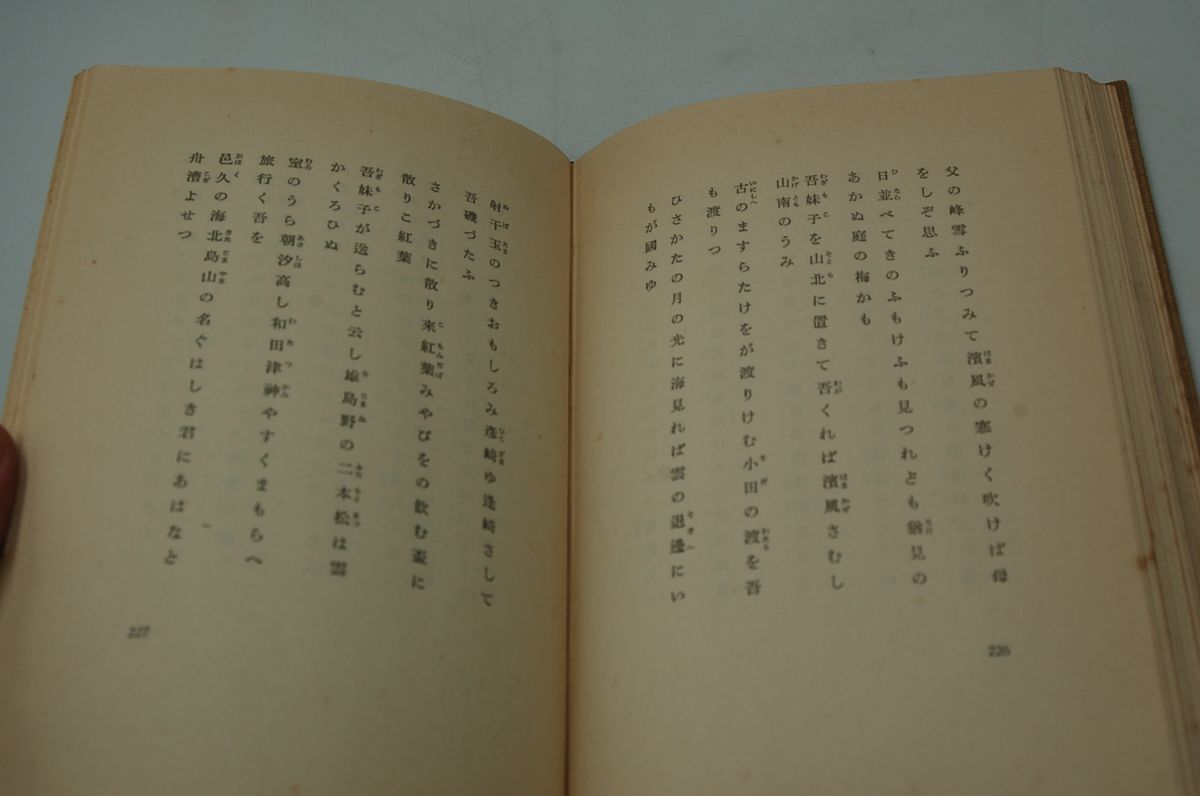 父の峰雪ふりつみて濱風の寒けく吹けば母
をしぞ思ふ
日並べてきのふもけふも見つれども猶見の
あかぬ庭の梅かも
吾妹子を山北に置きて吾くれば濱風さむし
山南のうみ
古のますらたけをが渡りけむ小田の渡を吾
も渡りつ
ひさかたの月の光に海見れば雲の退邊にい
もが國みゆ
226
射干玉のつきおもしろみ彦崎ゆ逢崎さして
吾磯づたふ
さかづきに散り來紅葉みやびをの飲む盃に
散りこ紅葉
吾妹子が送らむと云し雄島野の二本松は雲
かくろひぬ
室のうら朝汐高し和田津神やすくまもらへ
旅行く吾を
邑久の海北島山の名ぐはしき君にあはなと
舟漕よせつ
227